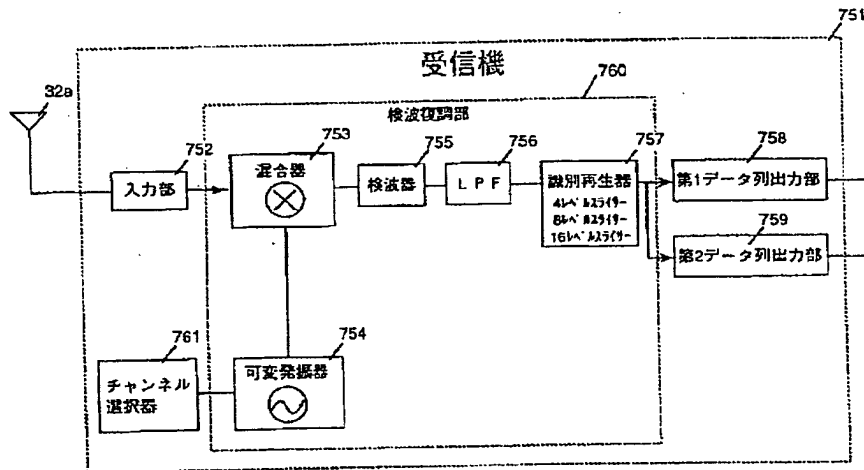 751
受信機
760
32a
検波復調部
752
入力部
753
混合器
755
検波器
756
LPF
757
識別再生器
4レベルスライサー
8レベルスライサー
16レベルスライサー
758
第1データ列出力部
759
第2データ列出力部
761
チャンネル
選択器
754
可変発振器